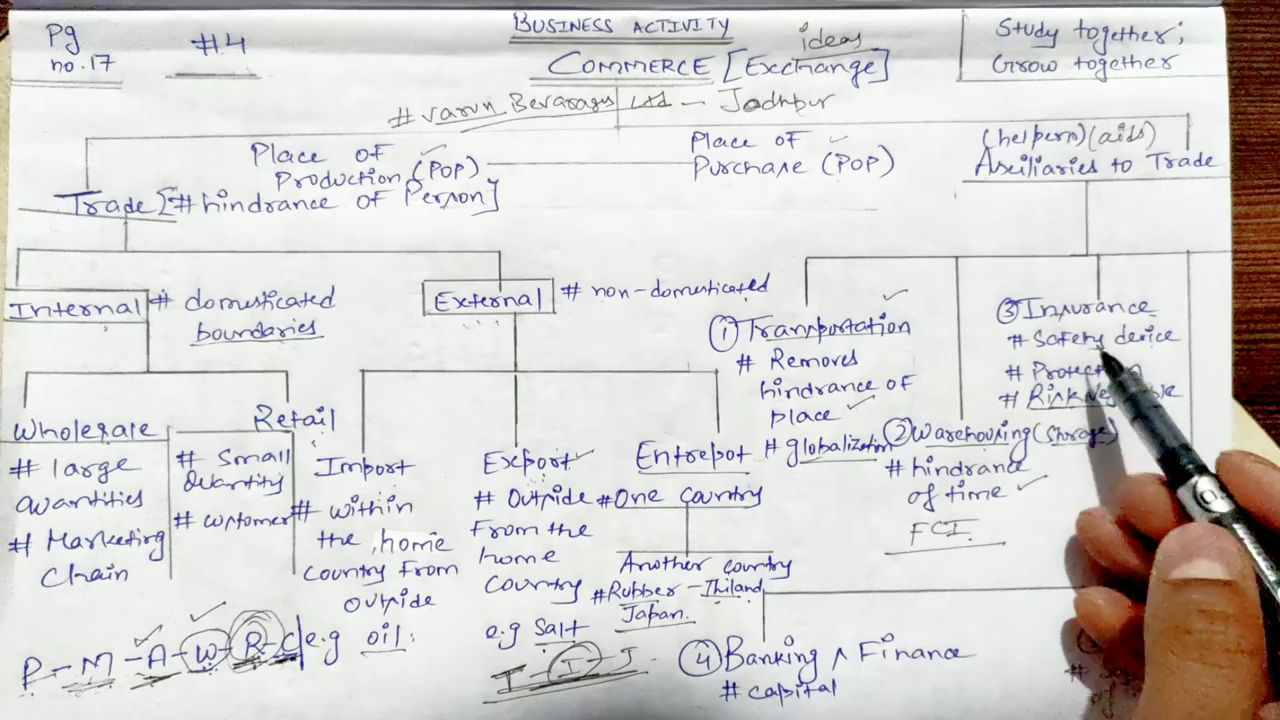 Pg no. 17
#4
BUSINESS ACTIVITY
ideas
COMMERCE [Exchange]
Study together;
Grow together
# Varun Bevarages Ltd — Jodhpur
Place of
Production (POP)
Place of
Purchase (POP)
(helpers) (aids)
Auxiliaries to Trade
Trade [# hindrance of Person]
Internal # domesticated
boundaries
External # non-domesticated
Wholesale
# large
quantities
# Marketing
Chain
Retail
# Small
Quantity
# customer
Import
# within
the home
country from
outside
e.g oil.
Export
# Outside
From the
home
country
e.g Salt
Entrepot
# One country
Another country
# Rubber - Thiland
Japan.
P - M - A - W - R - C
T - I - J
① Transportation
# Removes
hindrance of
place
# globalization
② Warehousing (Storage)
# hindrance
of time
FCI
③ Insurance
# Safety device
#
# Risk
④ Banking & Finance
# capital
#
of